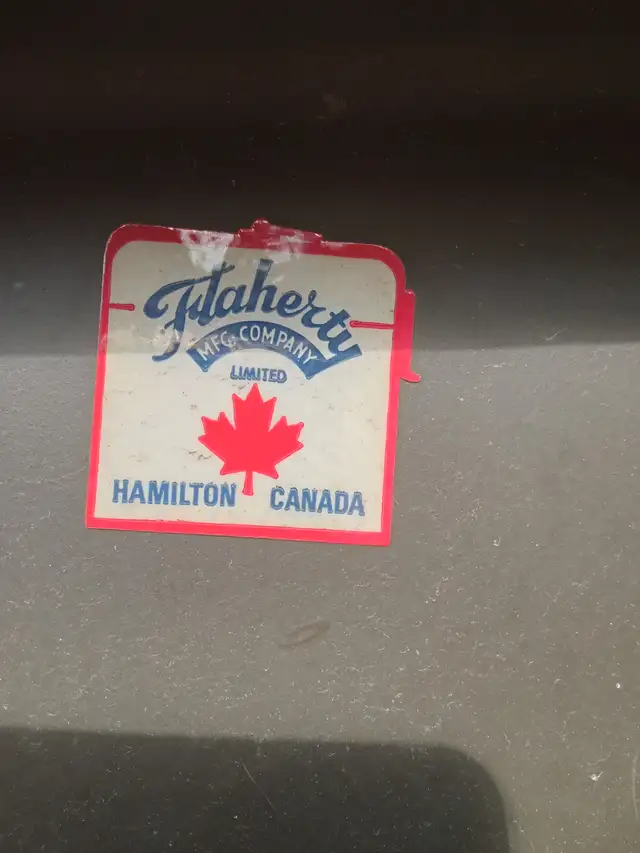 Flaherty
MFG. COMPANY
LIMITED
HAMILTON CANADA